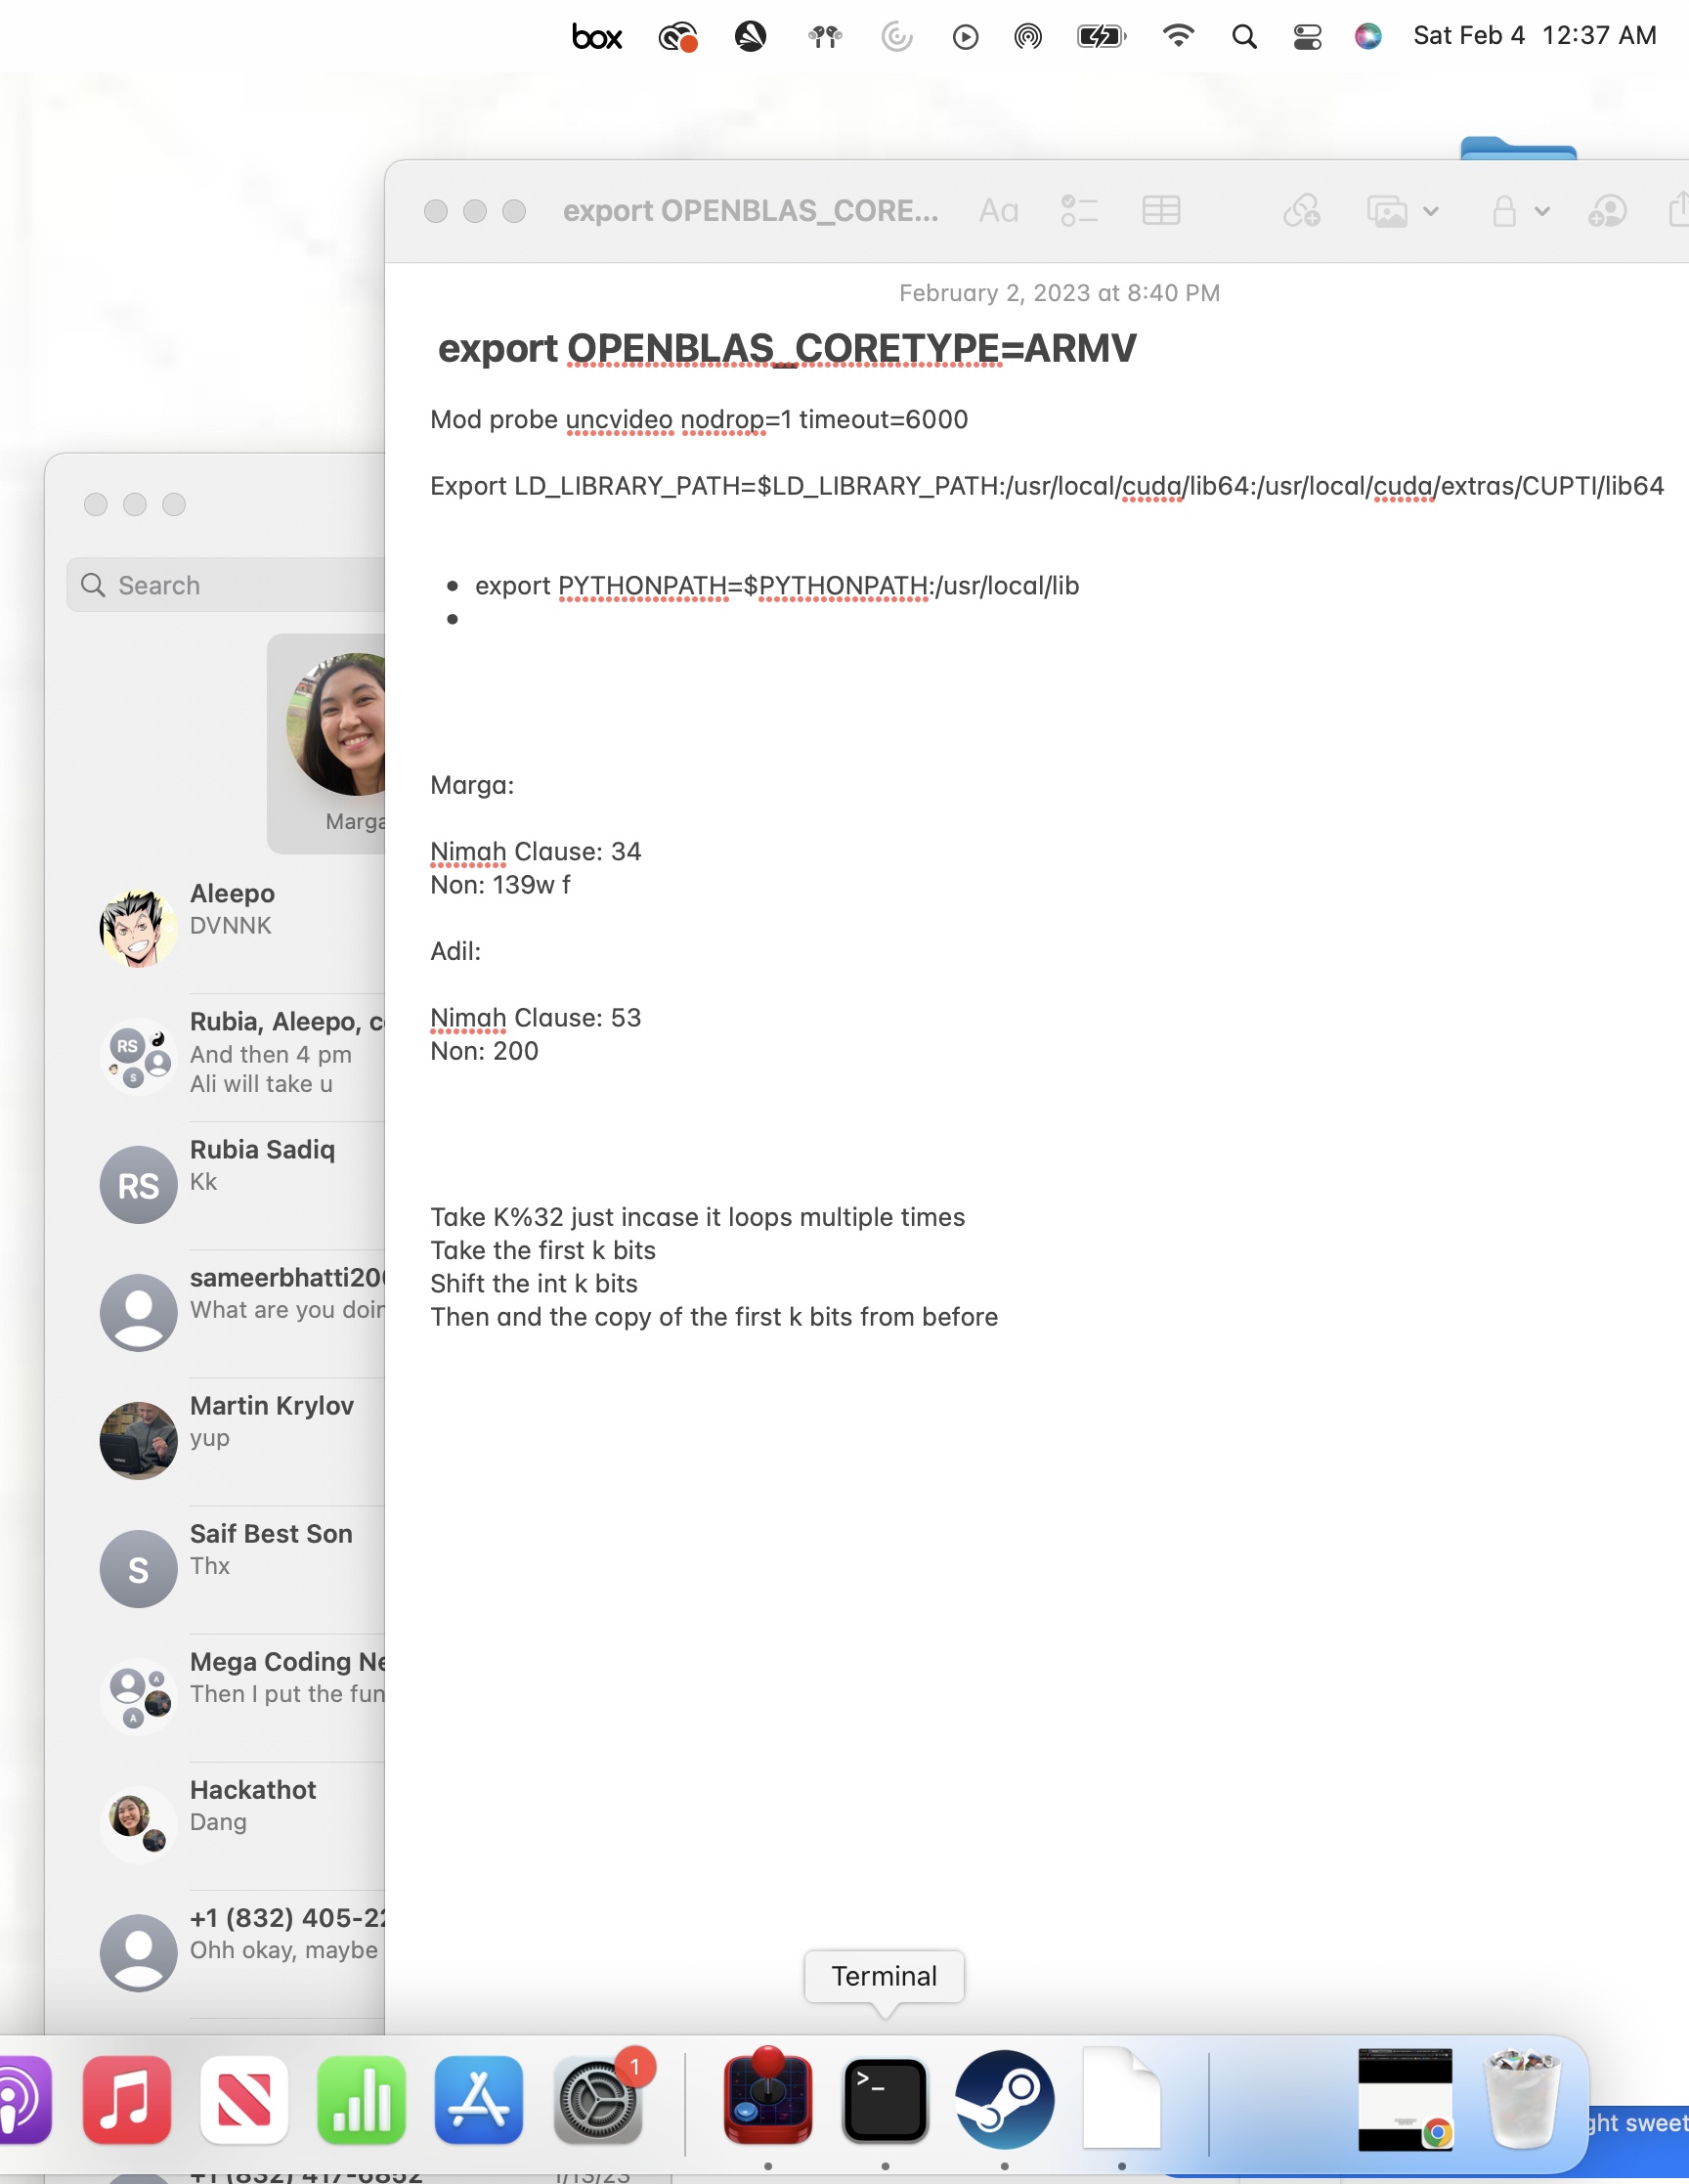 box
Sat Feb 4 12:37 AM
export OPENBLAS_CORE...
Aa
February 2, 2023 at 8:40 PM
export OPENBLAS_CORETYPE=ARMV
Mod probe uncvideo nodrop=1 timeout=6000
Export LD_LIBRARY_PATH=$LD_LIBRARY_PATH:/usr/local/cuda/lib64:/usr/local/cuda/extras/CUPTI/lib64
• export PYTHONPATH=$PYTHONPATH:/usr/local/lib
•
Marga:
Nimah Clause: 34
Non: 139w f
Adil:
Nimah Clause: 53
Non: 200
Take K%32 just incase it loops multiple times
Take the first k bits
Shift the int k bits
Then and the copy of the first k bits from before
Search
Marga
Aleepo
DVNNK
RS
S
Rubia, Aleepo, c
And then 4 pm
Ali will take u
RS
Rubia Sadiq
Kk
sameerbhatti200
What are you doin
Martin Krylov
yup
S
Saif Best Son
Thx
A
A
Mega Coding Ne
Then I put the fun
Hackathot
Dang
+1 (832) 405-22
Ohh okay, maybe
Terminal
1
>_
ght sweet
+1 (832) 417-6852
1/13/23